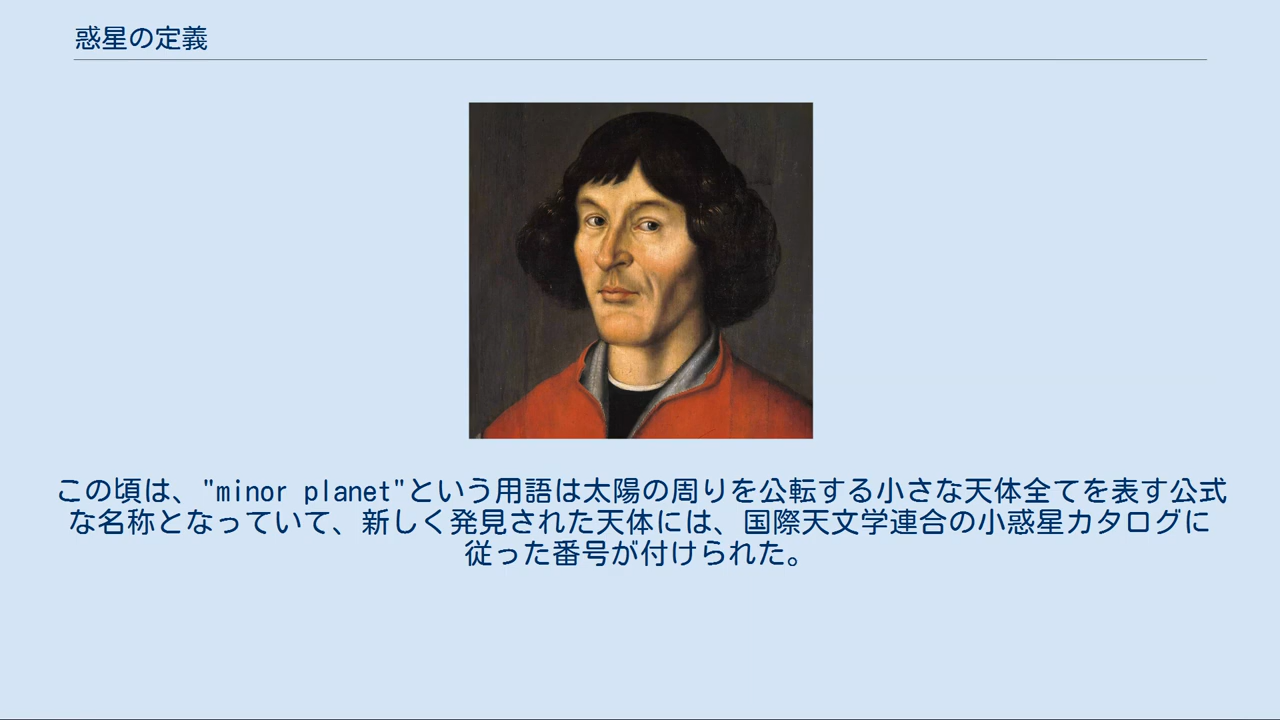 惑星の定義
この頃は、"minor planet"という用語は太陽の周りを公転する小さな天体全てを表す公式
な名称となっていて、新しく発見された天体には、国際天文学連合の小惑星カタログに
従った番号が付けられた。